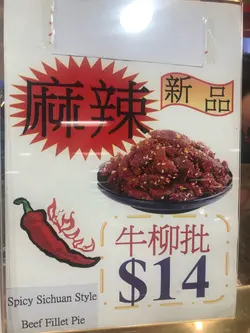 麻辣
新品
牛柳批
$14
Spicy Sichuan Style
Beef Fillet Pie